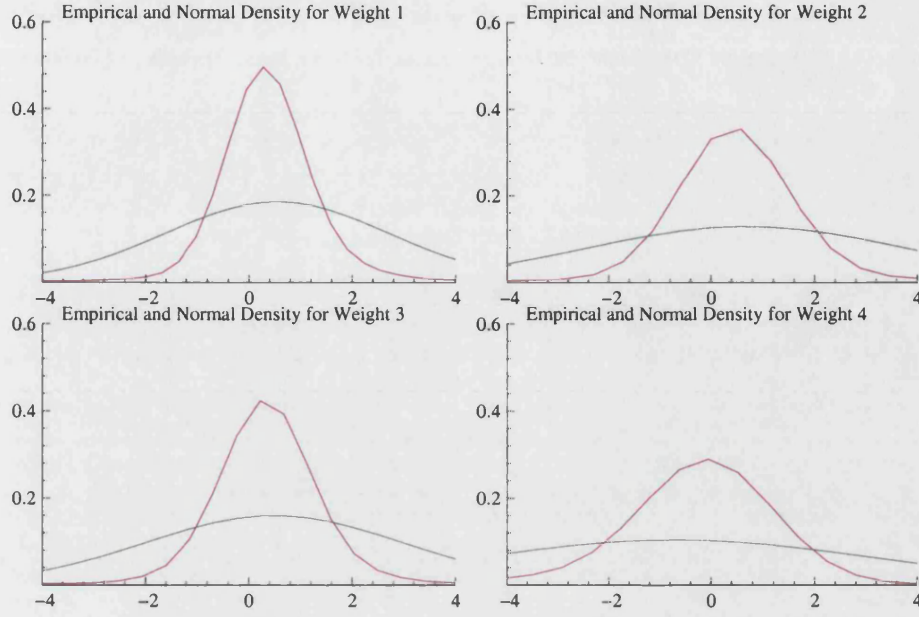 Empirical and Normal Density for Weight 1
0.6
0.4
0.2
−4 −2 0 2 4
Empirical and Normal Density for Weight 2
0.6
0.4
0.2
−4 −2 0 2 4
Empirical and Normal Density for Weight 3
0.6
0.4
0.2
−4 −2 0 2 4
Empirical and Normal Density for Weight 4
0.6
0.4
0.2
−4 −2 0 2 4